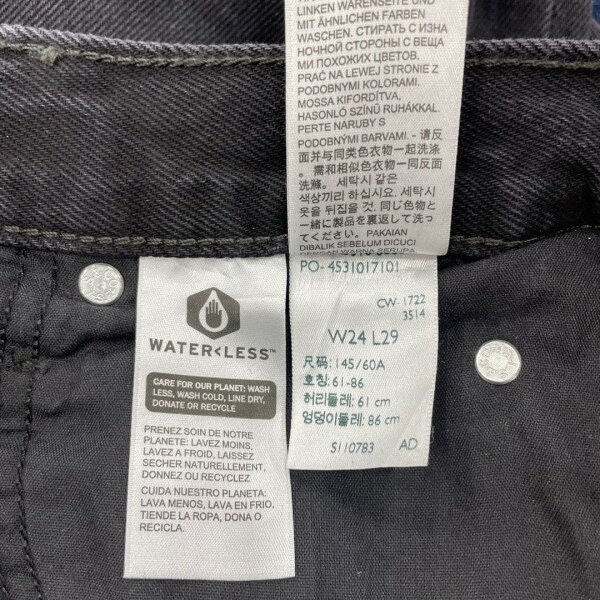 LINKEN WARENSEITE UND
MIT ÄHNLICHEN FARBEN
WASCHEN. СТИРАТЬ С ИЗНА
НОЧНОЙ СТОРОНЫ С ВЕЩА
МИ ПОХОЖИХ ЦВЕТОВ.
PRAĆ NA LEWEJ STRONIE Z
PODOBNYMI KOLORAMI.
MOSSA KIFORDÍTVA,
HASONLÓ SZÍNŰ RUHÁKKAL.
PERTE NARUBY S
PODOBNÝMI BARVAMI. - 请反
面并与同类色衣物一起洗涤
。需和相似色衣物一同反面
洗滌。 세탁시 같은
색상끼리 하십시요. 세탁시
옷을 뒤집을 것. 同じ色物と
一緒に製品を裏返して洗っ
てください。 PAKAIAN
DIBALIK SEBELUM DICUCI
DENGAN WARNA SERUPA
PO- 4531017101
CW- 1722
3514
W24 L29
尺码: 145/60A
호칭: 61-86
허리둘레: 61 cm
엉덩이둘레: 86 cm
S110783 AD
WATER<LESS™
CARE FOR OUR PLANET: WASH
LESS, WASH COLD, LINE DRY,
DONATE OR RECYCLE
PRENEZ SOIN DE NOTRE
PLANETE: LAVEZ MOINS,
LAVEZ A FROID, LAISSEZ
SECHER NATURELLEMENT,
DONNEZ OU RECYCLEZ
CUIDA NUESTRO PLANETA:
LAVA MENOS, LAVA EN FRIO,
TIENDE LA ROPA, DONA O
RECICLA